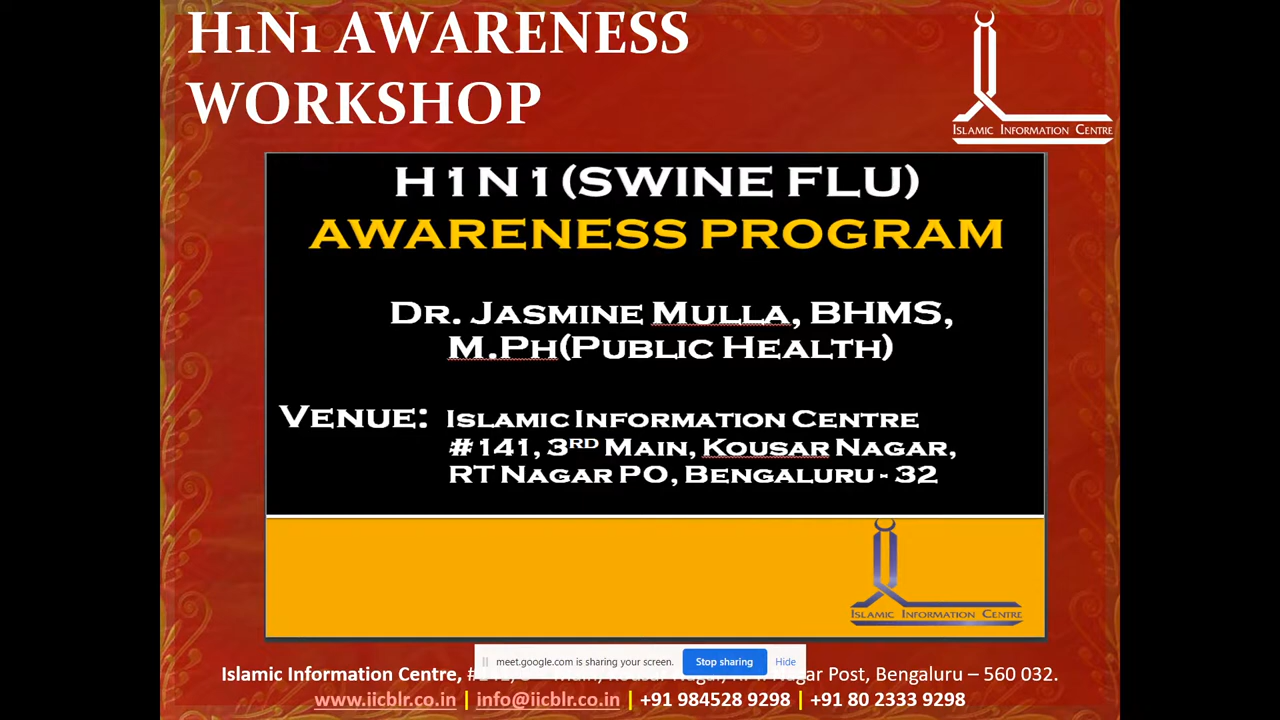 H1N1 AWARENESS
WORKSHOP
ISLAMIC INFORMATION CENTRE
H1N1(SWINE FLU)
AWARENESS PROGRAM
DR. JASMINE MULLA, BHMS,
M.PH(PUBLIC HEALTH)
VENUE: ISLAMIC INFORMATION CENTRE
#141, 3RD MAIN, KOUSAR NAGAR,
RT NAGAR PO, BENGALURU - 32
ISLAMIC INFORMATION CENTRE
meet.google.com is sharing your screen. Stop sharing Hide
Islamic Information Centre, Nagar Post, Bengaluru – 560 032.
www.iicblr.co.in | info@iicblr.co.in | +91 984528 9298 | +91 80 2333 9298